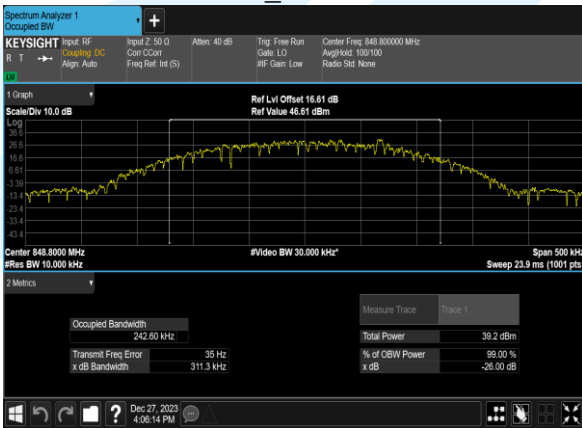 Spectrum Analyzer 1
Occupied BW
+
KEYSIGHT
R T
LW
Input: RF
Coupling: DC
Align: Auto
Input Z: 50 Ω
Corr CCorr
Freq Ref: Int (S)
Atten: 40 dB
Trig: Free Run
Gate: LO
#IF Gain: Low
Center Freq: 848.800000 MHz
Avg|Hold: 100/100
Radio Std: None
1 Graph
Scale/Div 10.0 dB
Ref Lvl Offset 16.61 dB
Ref Value 46.61 dBm
Log
36.6
26.6
16.6
6.61
-3.39
-13.4
-23.4
-33.4
-43.4
Center 848.8000 MHz
#Res BW 10.000 kHz
#Video BW 30.000 kHz*
Span 500 kHz
Sweep 23.9 ms (1001 pts
2 Metrics
Measure Trace Trace 1
Occupied Bandwidth
242.60 kHz
Total Power 39.2 dBm
Transmit Freq Error 35 Hz
x dB Bandwidth 311.3 kHz
% of OBW Power 99.00 %
x dB -26.00 dB
?
Dec 27, 2023
4:06:14 PM